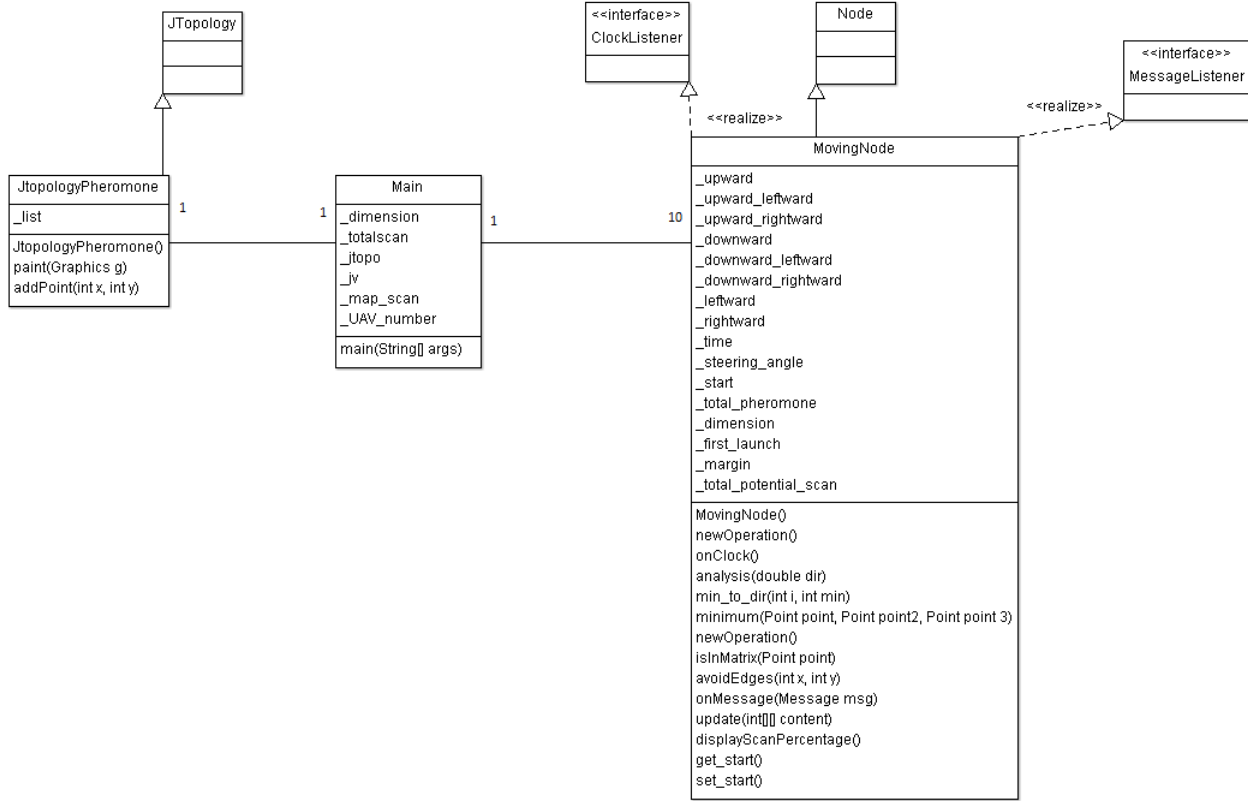 JTopology
<<interface>>
ClockListener
Node
<<interface>>
MessageListener
<<realize>>
<<realize>>
JtopologyPheromone
_list
JtopologyPheromone()
paint(Graphics g)
addPoint(int x, int y)
1
1
Main
_dimension
_totalscan
_jtopo
_jv
_map_scan
_UAV_number
main(String[] args)
1
10
MovingNode
_upward
_upward_leftward
_upward_rightward
_downward
_downward_leftward
_downward_rightward
_leftward
_rightward
_time
_steering_angle
_start
_total_pheromone
_dimension
_first_launch
_margin
_total_potential_scan
MovingNode()
newOperation()
onClock()
analysis(double dir)
min_to_dir(int i, int min)
minimum(Point point, Point point2, Point point 3)
newOperation()
isInMatrix(Point point)
avoidEdges(int x, int y)
onMessage(Message msg)
update(int[][] content)
displayScanPercentage()
get_start()
set_start()